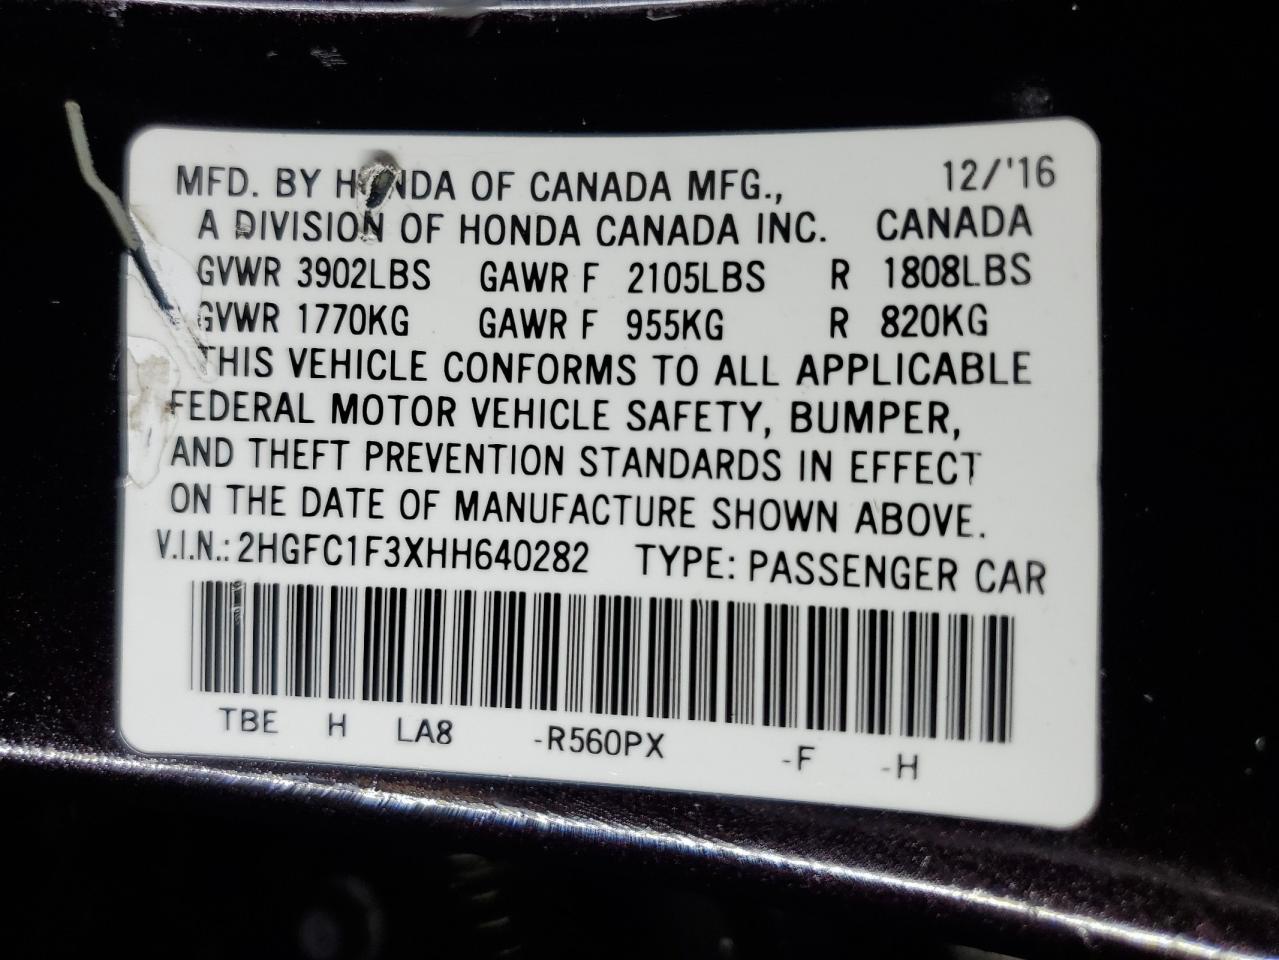 MFD. BY HONDA OF CANADA MFG., 12/'16
A DIVISION OF HONDA CANADA INC. CANADA
GVWR 3902LBS GAWR F 2105LBS R 1808LBS
GVWR 1770KG GAWR F 955KG R 820KG
THIS VEHICLE CONFORMS TO ALL APPLICABLE
FEDERAL MOTOR VEHICLE SAFETY, BUMPER,
AND THEFT PREVENTION STANDARDS IN EFFECT
ON THE DATE OF MANUFACTURE SHOWN ABOVE.
V.I.N.: 2HGFC1F3XHH640282 TYPE: PASSENGER CAR
TBE H LA8 -R560PX -F -H